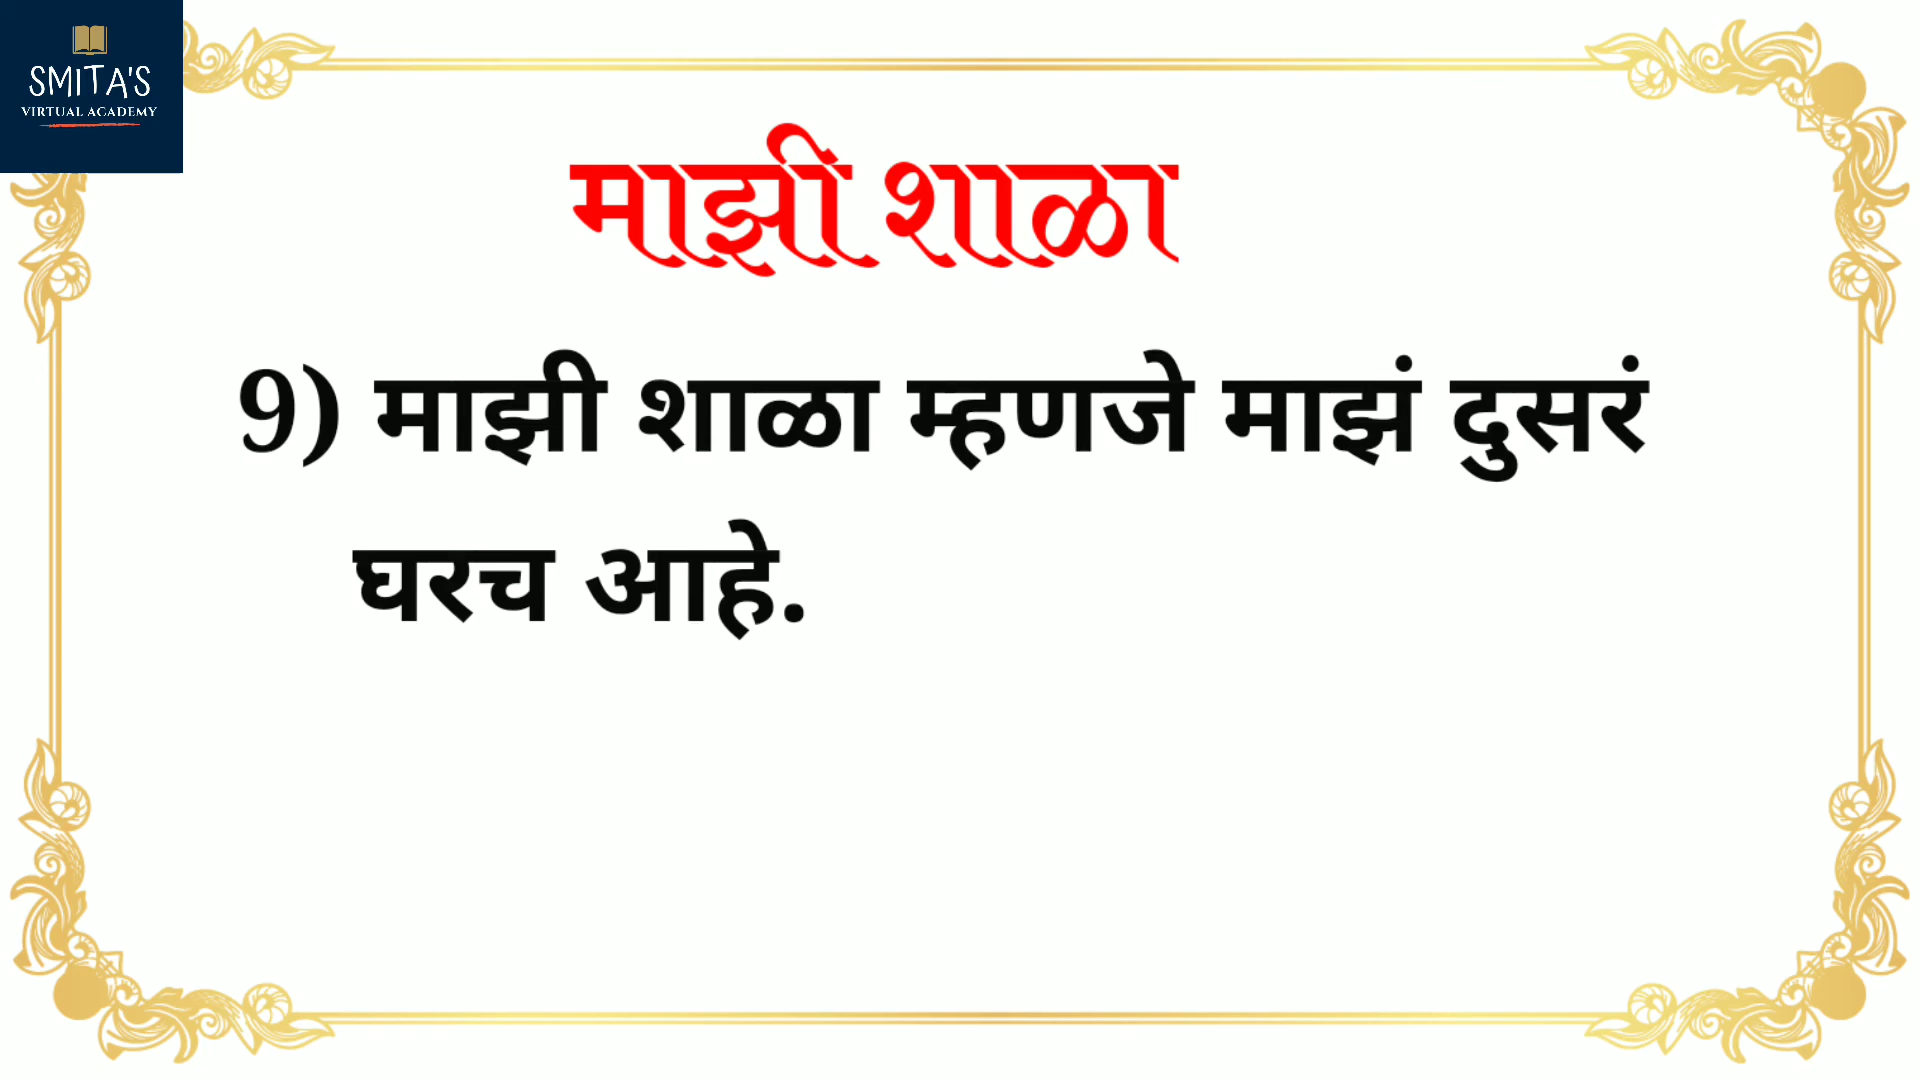 SMITA'S
VIRTUAL ACADEMY
माझी शाळा
9) माझी शाळा म्हणजे माझं दुसरं
घरच आहे.